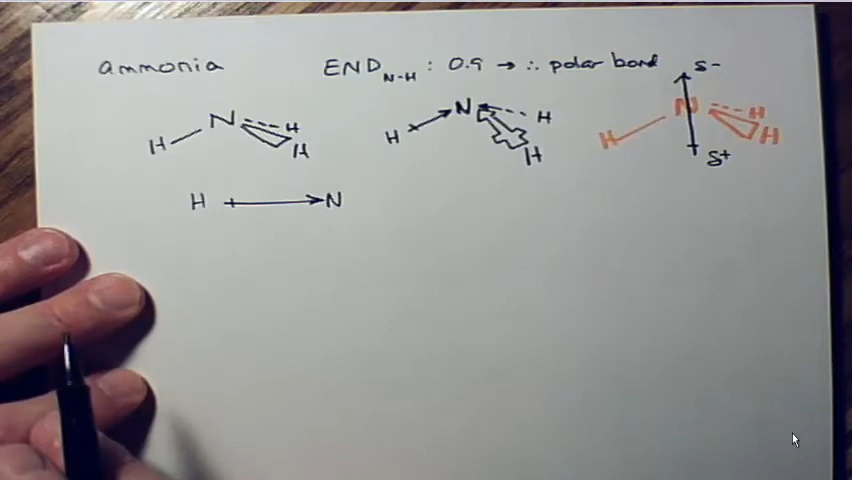 ammonia END N-H : 0.9 → ∴ polar bond
δ-
N H H H
H N H H
N H H H
δ+
H N